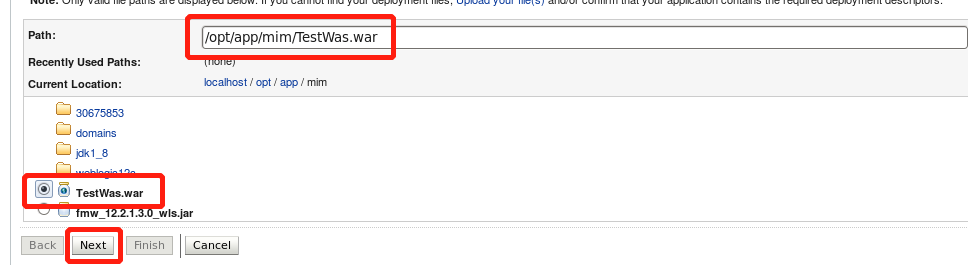 Note: Only valid file paths are displayed below. If you cannot find your deployment files, Upload your file(s) and/or confirm that your application contains the required deployment descriptors.
Path: /opt/app/mim/TestWas.war
Recently Used Paths: (none)
Current Location: localhost / opt / app / mim
30675853
domains
jdk1_8
weblogic12c
TestWas.war
fmw_12.2.1.3.0_wls.jar
Back Next Finish Cancel